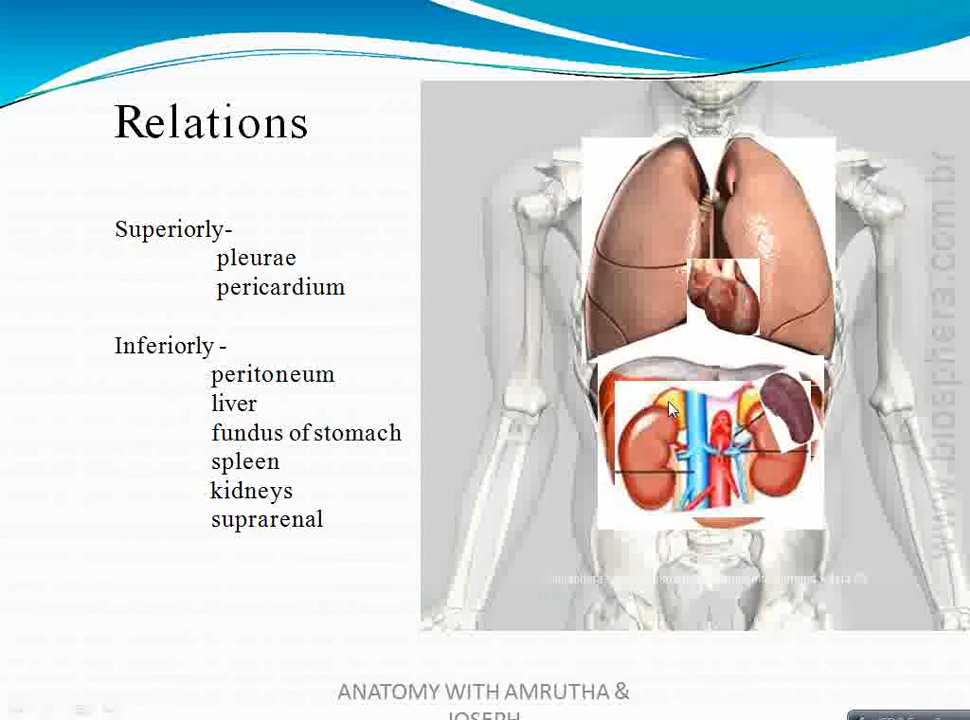 Relations
Superiorly-
pleurae
pericardium
Inferiorly -
peritoneum
liver
fundus of stomach
spleen
kidneys
suprarenal
www.biosphera.com.br
ANATOMY WITH AMRUTHA &
JOSEPH